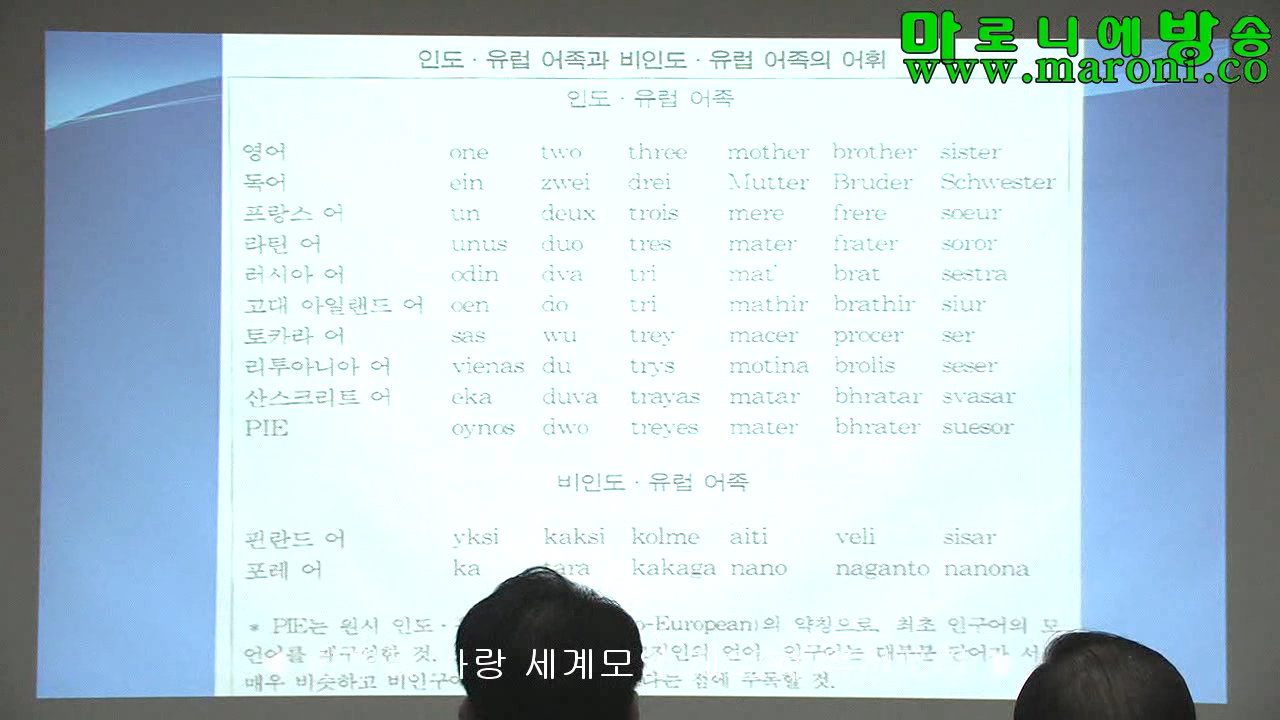 마로니에방송
www.maroni.co
인도 · 유럽 어족과 비인도 · 유럽 어족의 어휘
인도 · 유럽 어족
영어 one two three mother brother sister
독어 ein zwei drei Mutter Bruder Schwester
프랑스 어 un deux trois mere frere soeur
라틴 어 unus duo tres mater frater soror
러시아 어 odin dva tri mat' brat sestra
고대 아일랜드 어 oen do tri mathir brathir siur
토카라 어 sas wu trey macer procer ser
리투아니아 어 vienas du trys motina brolis seser
산스크리트 어 eka duva trayas matar bhratar svasar
PIE oynos dwo treyes mater bhrater suesor
비인도 · 유럽 어족
핀란드 어 yksi kaksi kolme aiti veli sisar
포레 어 ka tara kakaga nano naganto nanona
* PIE는 원시 인도 · -European)의 약칭으로, 최초 인구어의 모
언어를 재구성한 것. 언어. 인구어는 대부분 단어가 서
사랑 세계모
매우 비슷하고 비인구어 다는 점에 주목할 것.